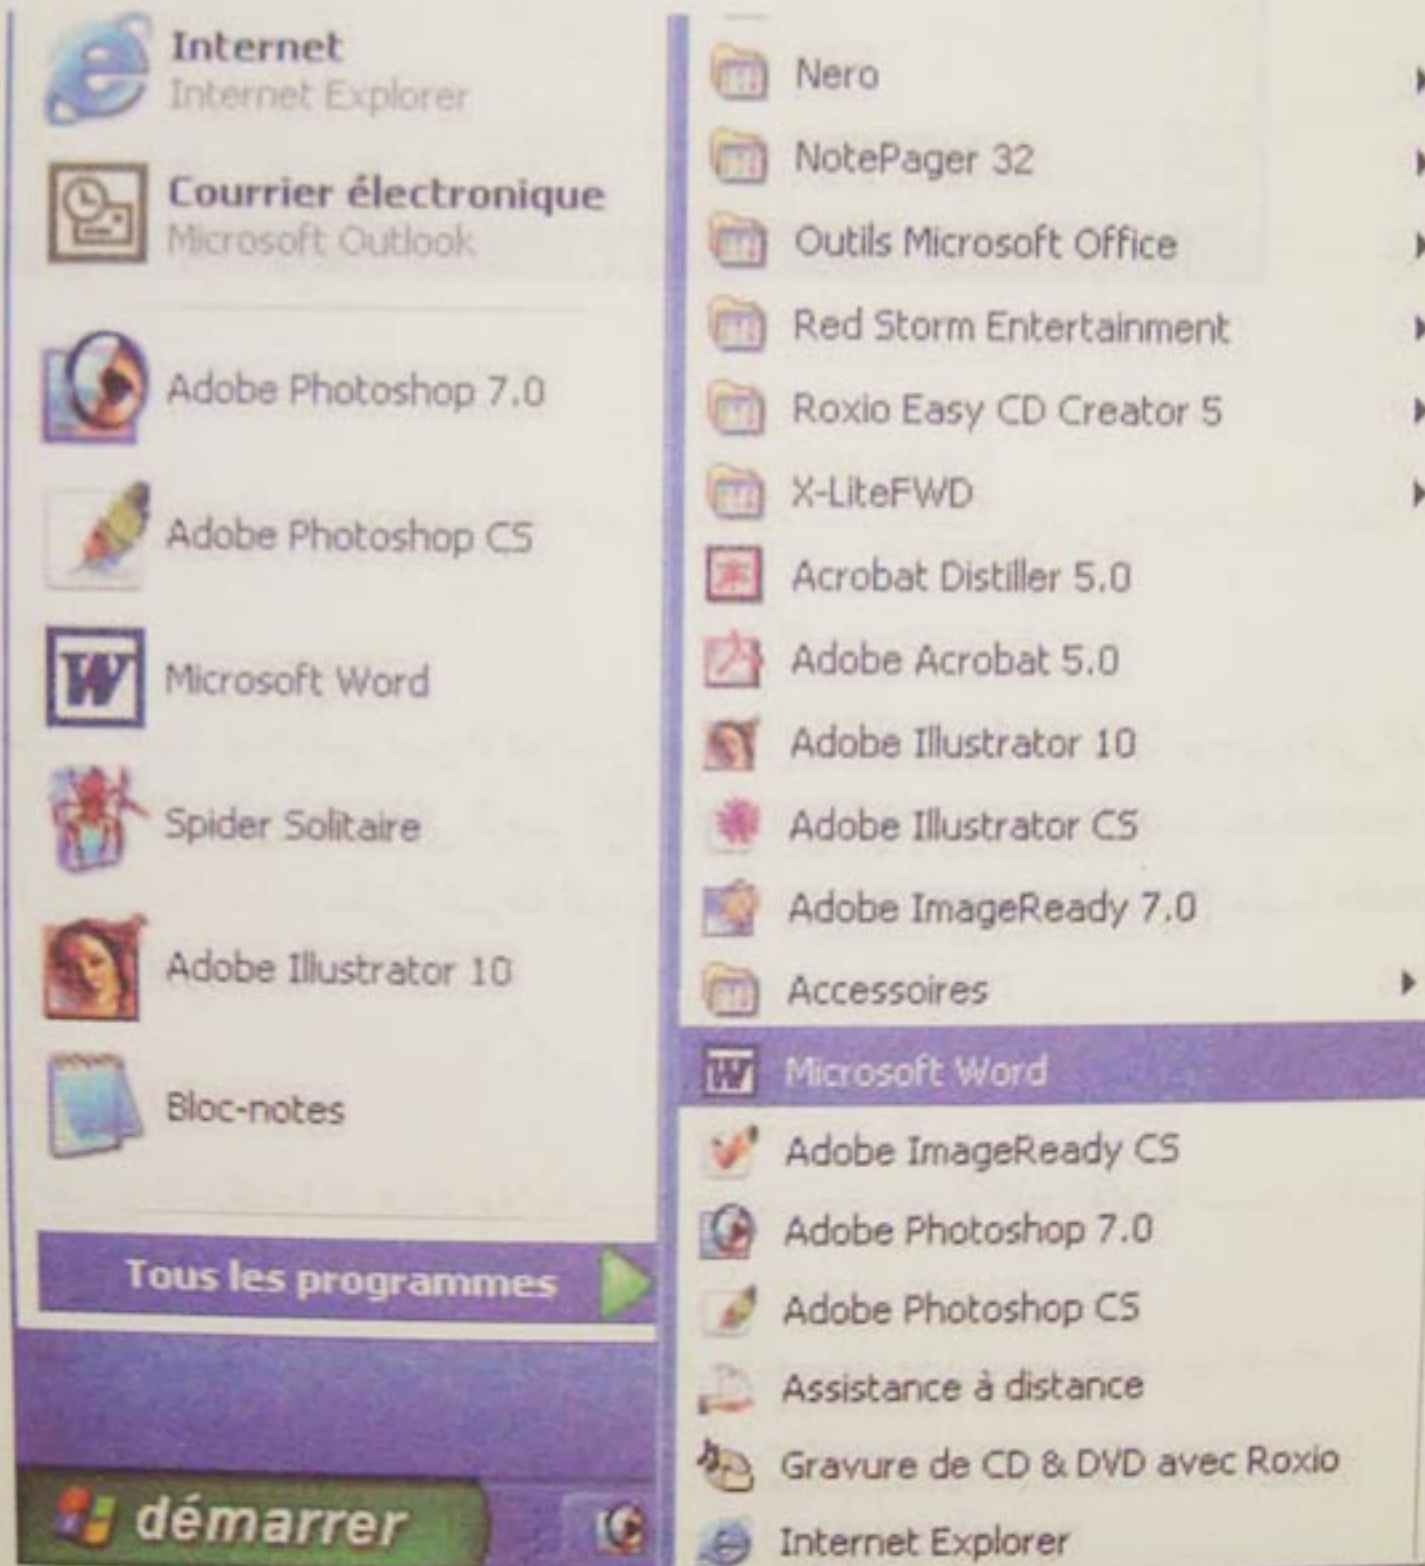 Internet
Internet Explorer
Courrier électronique
Microsoft Outlook
Adobe Photoshop 7.0
Adobe Photoshop CS
Microsoft Word
Spider Solitaire
Adobe Illustrator 10
Bloc-notes
Tous les programmes
démarrer
Nero
NotePager 32
Outils Microsoft Office
Red Storm Entertainment
Roxio Easy CD Creator 5
X-LiteFWD
Acrobat Distiller 5.0
Adobe Acrobat 5.0
Adobe Illustrator 10
Adobe Illustrator CS
Adobe ImageReady 7.0
Accessoires
Microsoft Word
Adobe ImageReady CS
Adobe Photoshop 7.0
Adobe Photoshop CS
Assistance à distance
Gravure de CD & DVD avec Roxio
Internet Explorer